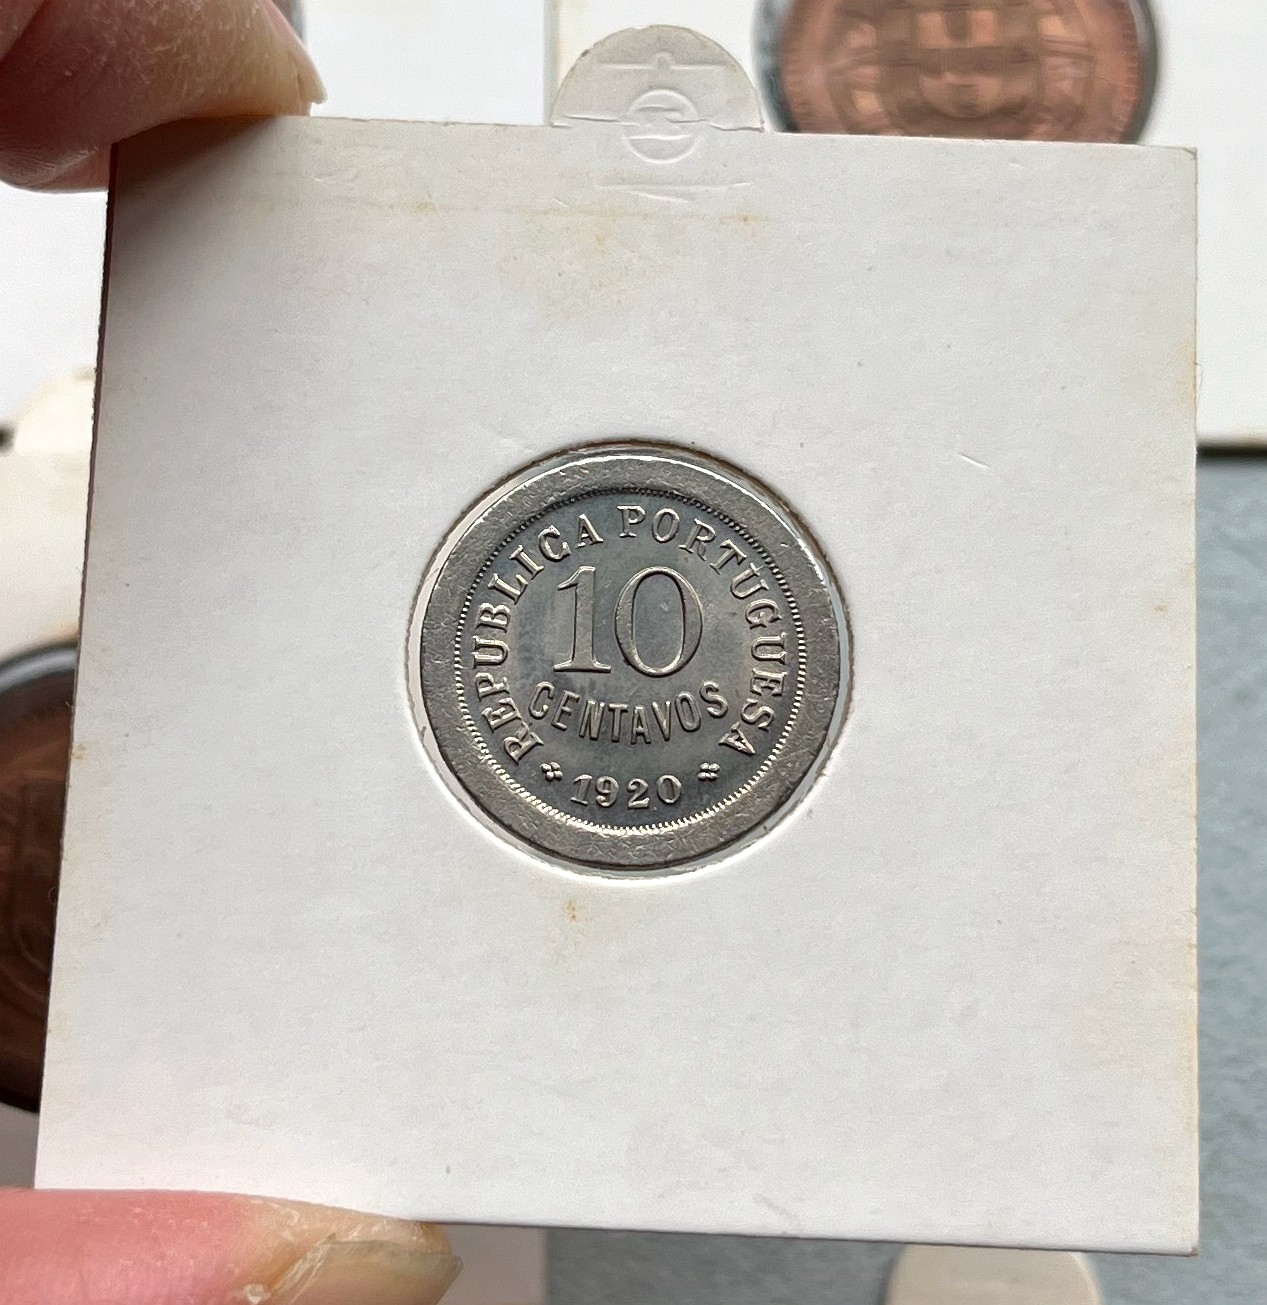 REPUBLICA PORTUGUESA
10
CENTAVOS
1920